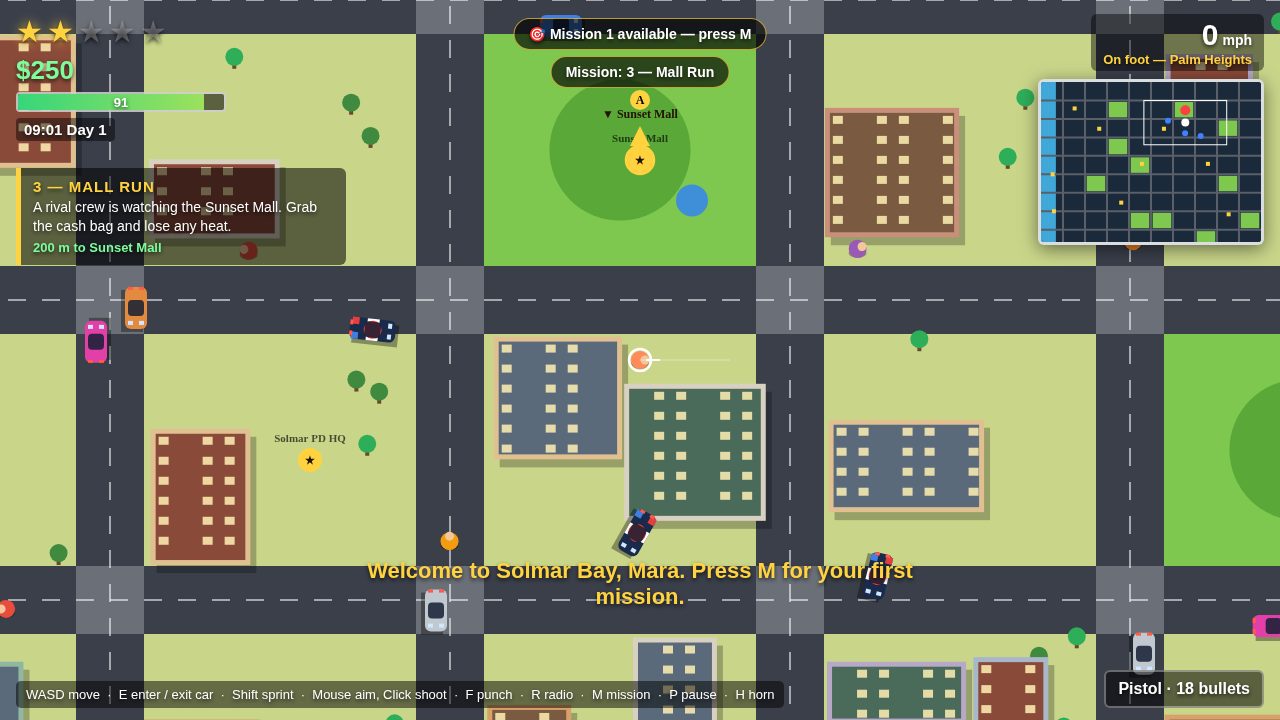 🎯 Mission 1 available — press M
Mission: 3 — Mall Run
0 mph
On foot — Palm Heights
$250
91
09:01 Day 1
3 — MALL RUN
A rival crew is watching the Sunset Mall. Grab
the cash bag and lose any heat.
200 m to Sunset Mall
A
▼ Sunset Mall
Sunset Mall
Solmar PD HQ
Welcome to Solmar Bay, Mara. Press M for your first
mission.
WASD move · E enter / exit car · Shift sprint · Mouse aim, Click shoot · F punch · R radio · M mission · P pause · H horn
Pistol · 18 bullets